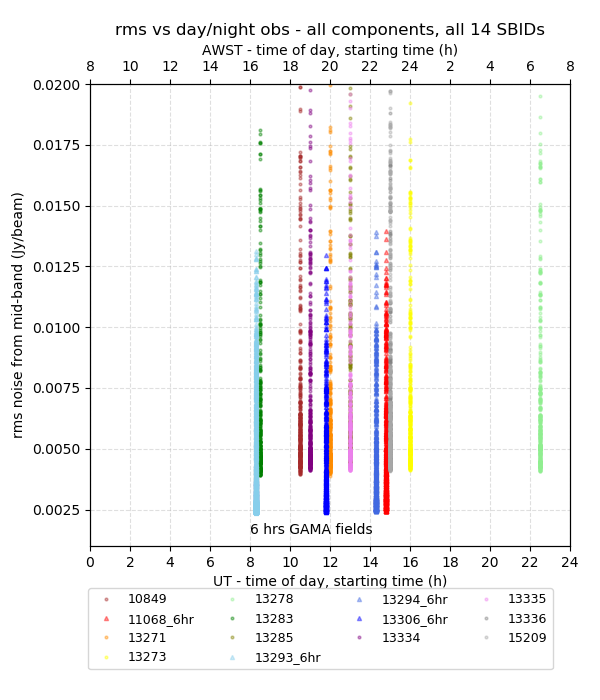 rms vs day/night obs - all components, all 14 SBIDs
AWST - time of day, starting time (h)
8 10 12 14 16 18 20 22 24 2 4 6 8
0.0200
0.0175
0.0150
0.0125
0.0100
0.0075
0.0050
0.0025
rms noise from mid-band (Jy/beam)
6 hrs GAMA fields
0 2 4 6 8 10 12 14 16 18 20 22 24
UT - time of day, starting time (h)
10849 13278 13294_6hr 13335
11068_6hr 13283 13306_6hr 13336
13271 13285 13334 15209
13273 13293_6hr